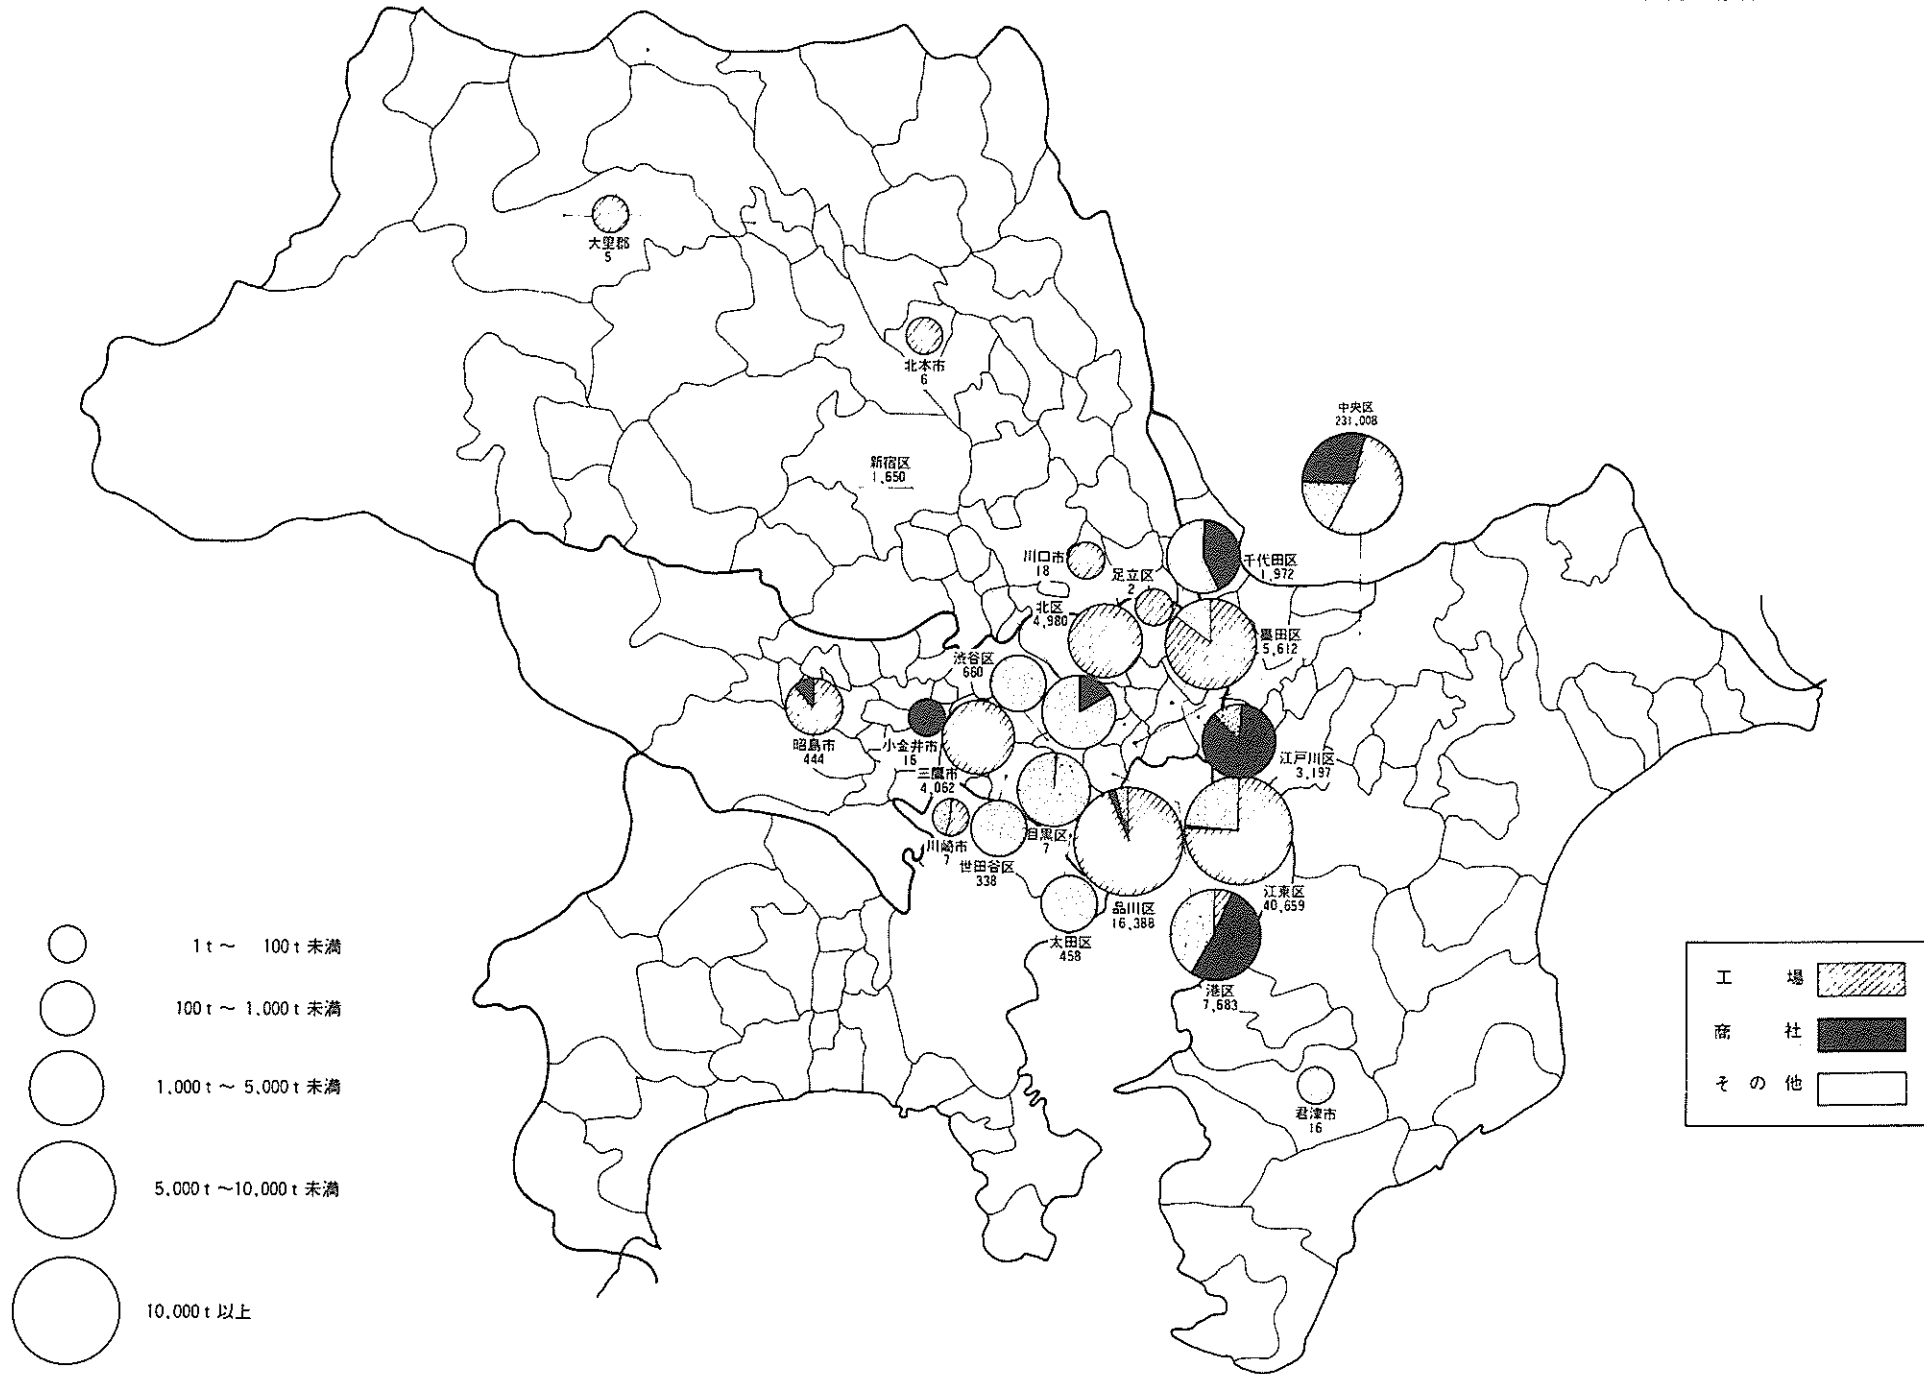 大里郡
5
北本市
6
中央区
231,008
新宿区
1,650
川口市
18
足立区
2
千代田区
1,972
北区
4,980
墨田区
5,612
渋谷区
660
昭島市
444
小金井市
16
三鷹市
4,062
江戸川区
3,197
川崎市
7
世田谷区
338
目黒区
7
品川区
16,388
江東区
40,659
太田区
458
港区
7,683
君津市
16
1t～ 100t未満
100t～1,000t未満
1,000t～5,000t未満
5,000t～10,000t未満
10,000t以上
工場
商社
その他